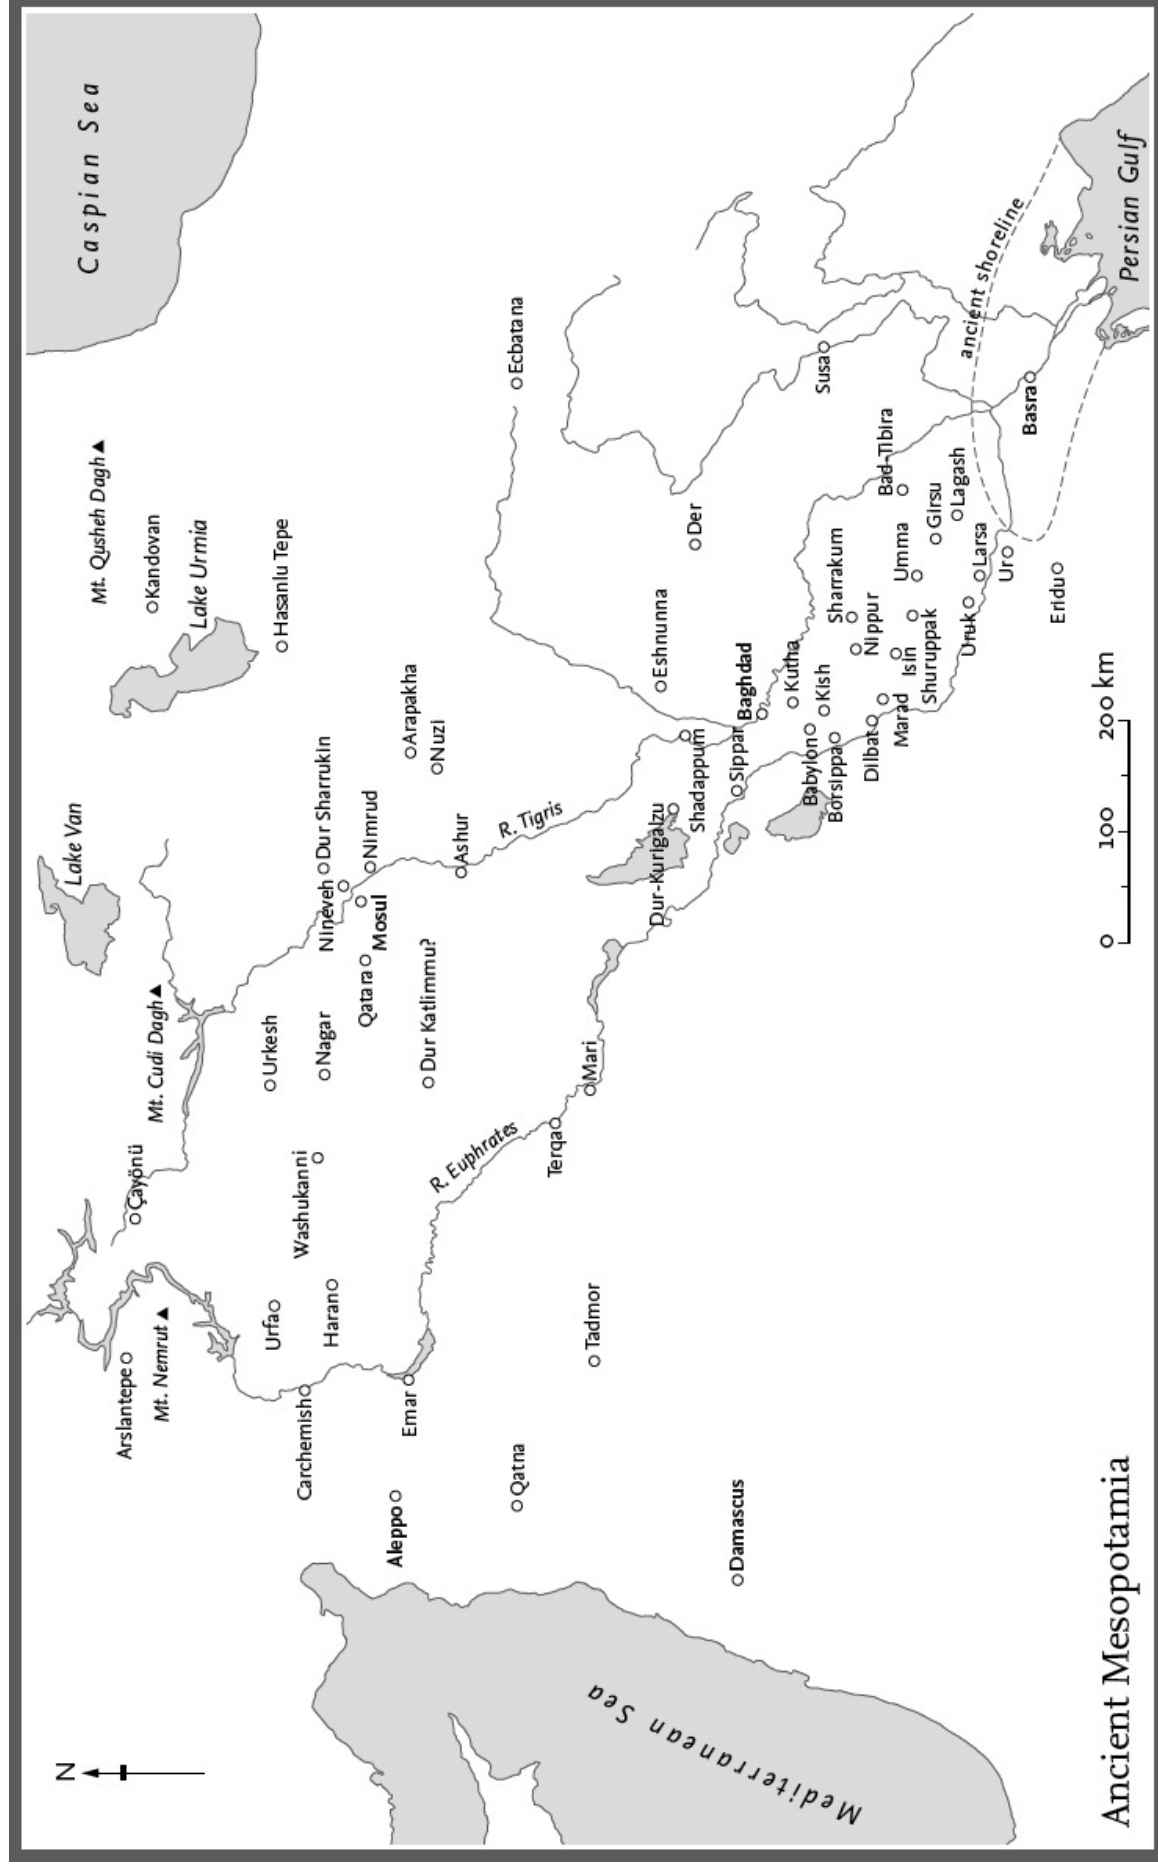 N
Caspian Sea
Mt. Qusheh Dagh
Kandovan
Lake Urmia
Hasanlu Tepe
Lake Van
Mt. Cudi Dagh
Çayönü
Arslantepe
Mt. Nemrut
Urfa
Harran
Carchemish
Washukanni
Urkesh
Nagar
Nineveh
Dur Sharrukin
Qatara
Mosul
Nimrud
Arapakha
Nuzi
Aleppo
Emar
Dur Katlimmu?
Ashur
R. Tigris
Ecbatana
Qatna
R. Euphrates
Tadmor
Terqa
Mari
Dur-Kurigalzu
Shadappum
Eshnunna
Der
Mediterranean Sea
Damascus
Sippar
Baghdad
Kutha
Kish
Babylon
Borsippa
Dilbat
Marad
Nippur
Sharrakum
Isin
Shuruppak
Umma
Bad-Tibira
Susa
Girsu
Lagash
Uruk
Larsa
Ur
Eridu
Basra
ancient shoreline
Persian Gulf
0 100 200 km
Ancient Mesopotamia